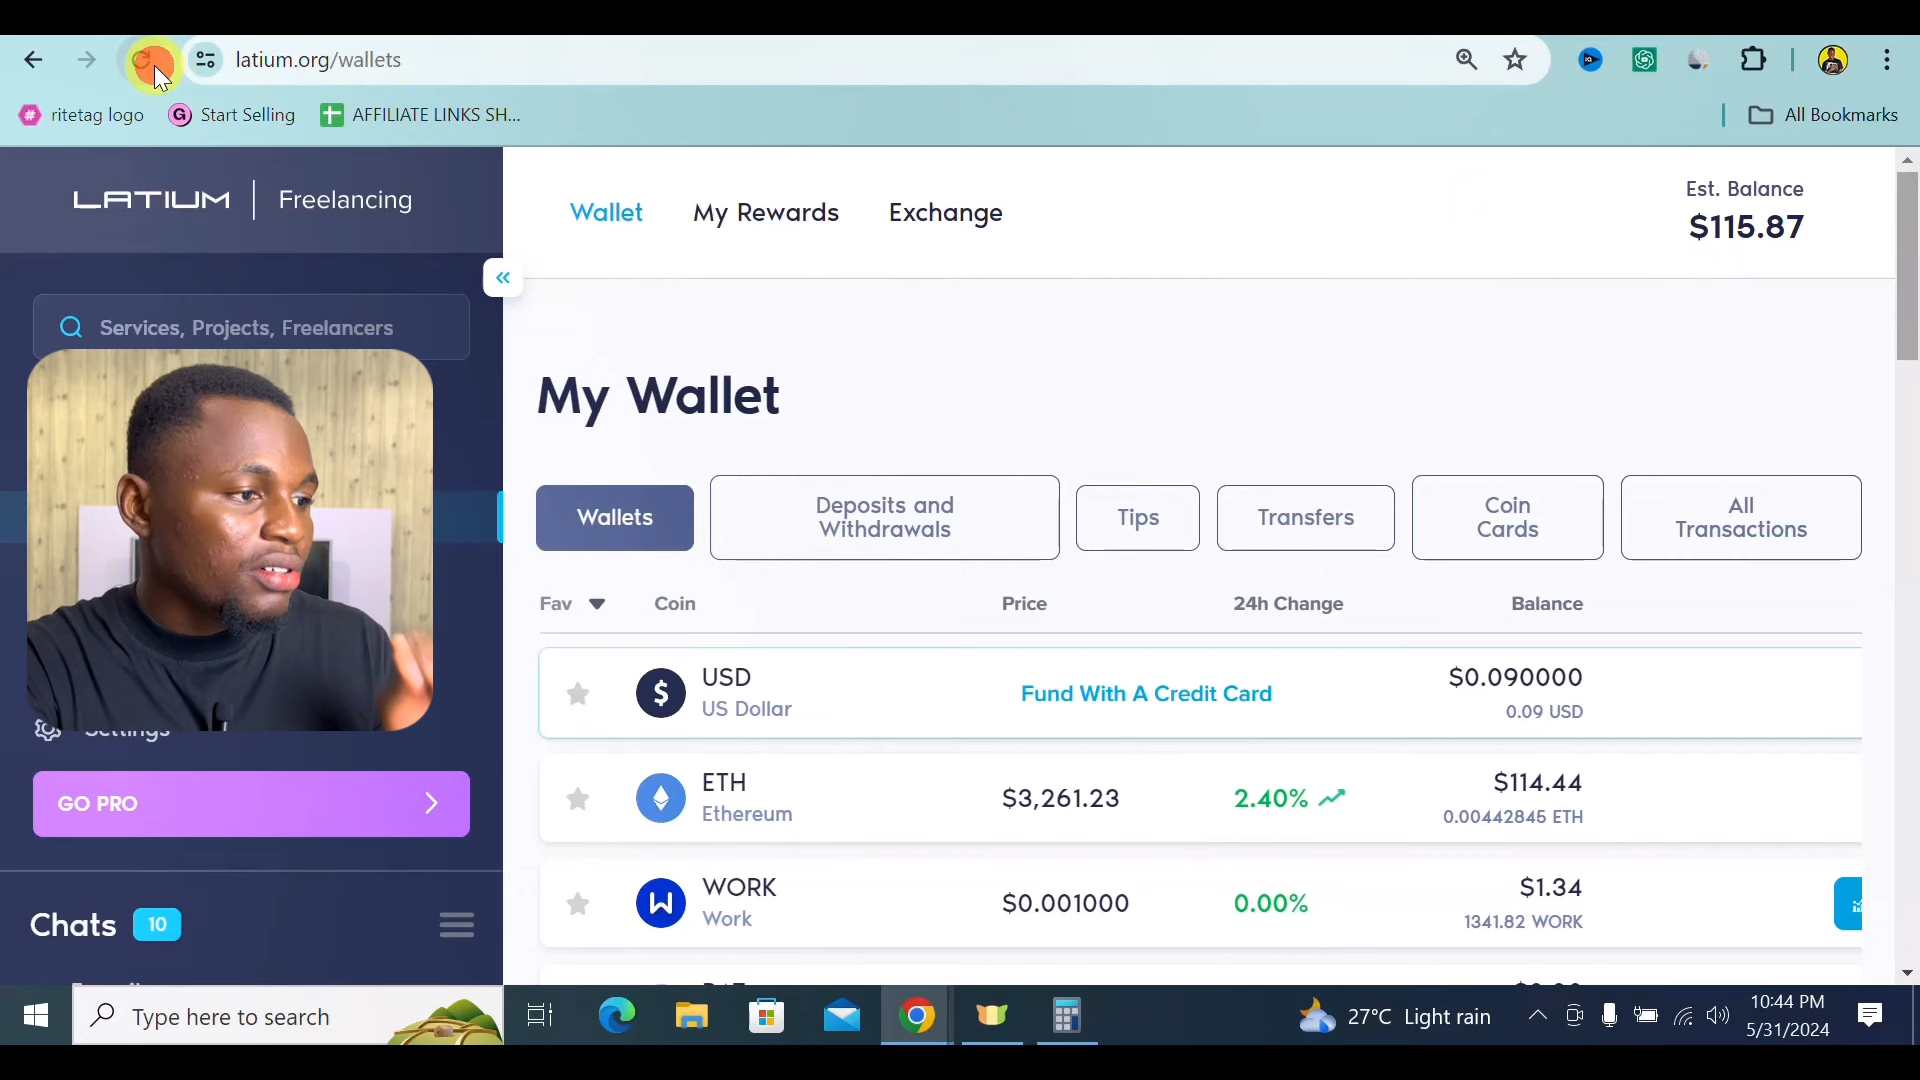 latium.org/wallets
ritetag logo
Start Selling
AFFILIATE LINKS SH...
All Bookmarks
LATIUM | Freelancing
Wallet
My Rewards
Exchange
Est. Balance
$115.87
Services, Projects, Freelancers
My Wallet
Wallets
Deposits and
Withdrawals
Tips
Transfers
Coin
Cards
All
Transactions
Fav
Coin
Price
24h Change
Balance
USD
US Dollar
Fund With A Credit Card
$0.090000
0.09 USD
ETH
Ethereum
$3,261.23
2.40%
$114.44
0.00442845 ETH
WORK
Work
$0.001000
0.00%
$1.34
1341.82 WORK
Settings
GO PRO
Chats 10
Type here to search
27°C Light rain
10:44 PM
5/31/2024